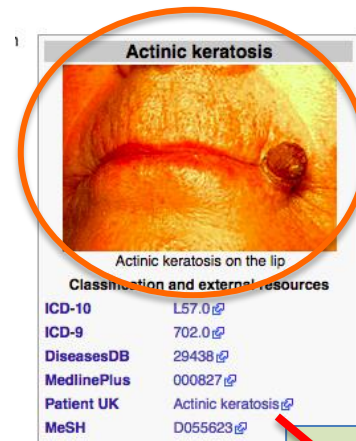 Actinic keratosis
Actinic keratosis on the lip
Classification and external resources
ICD-10 L57.0
ICD-9 702.0
DiseasesDB 29438
MedlinePlus 000827
Patient UK Actinic keratosis
MeSH D055623